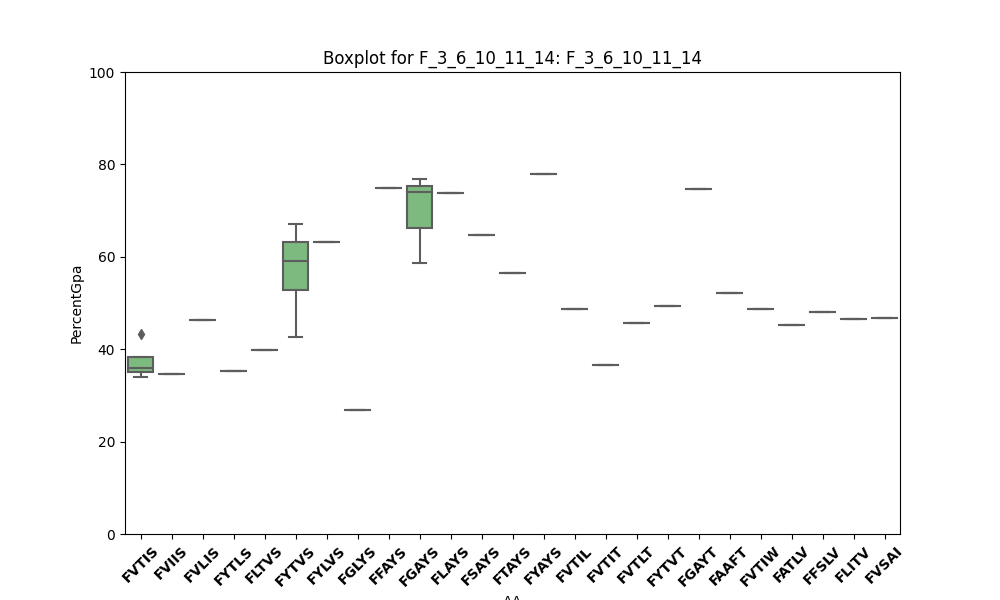 Boxplot for F_3_6_10_11_14: F_3_6_10_11_14
100
80
60
40
20
0
PercentGpa
FVTIS FVIIS FVLIS FYTLS FLTVS FYTVS FYLVS FGLYS FFAYS FGAYS FLAYS FSAYS FTAYS FYAYS FVTIL FVTIT FVTLT FYTVT FGAYT FAAFT FVTIW FATLV FFSLV FLITV FVSAI
AA